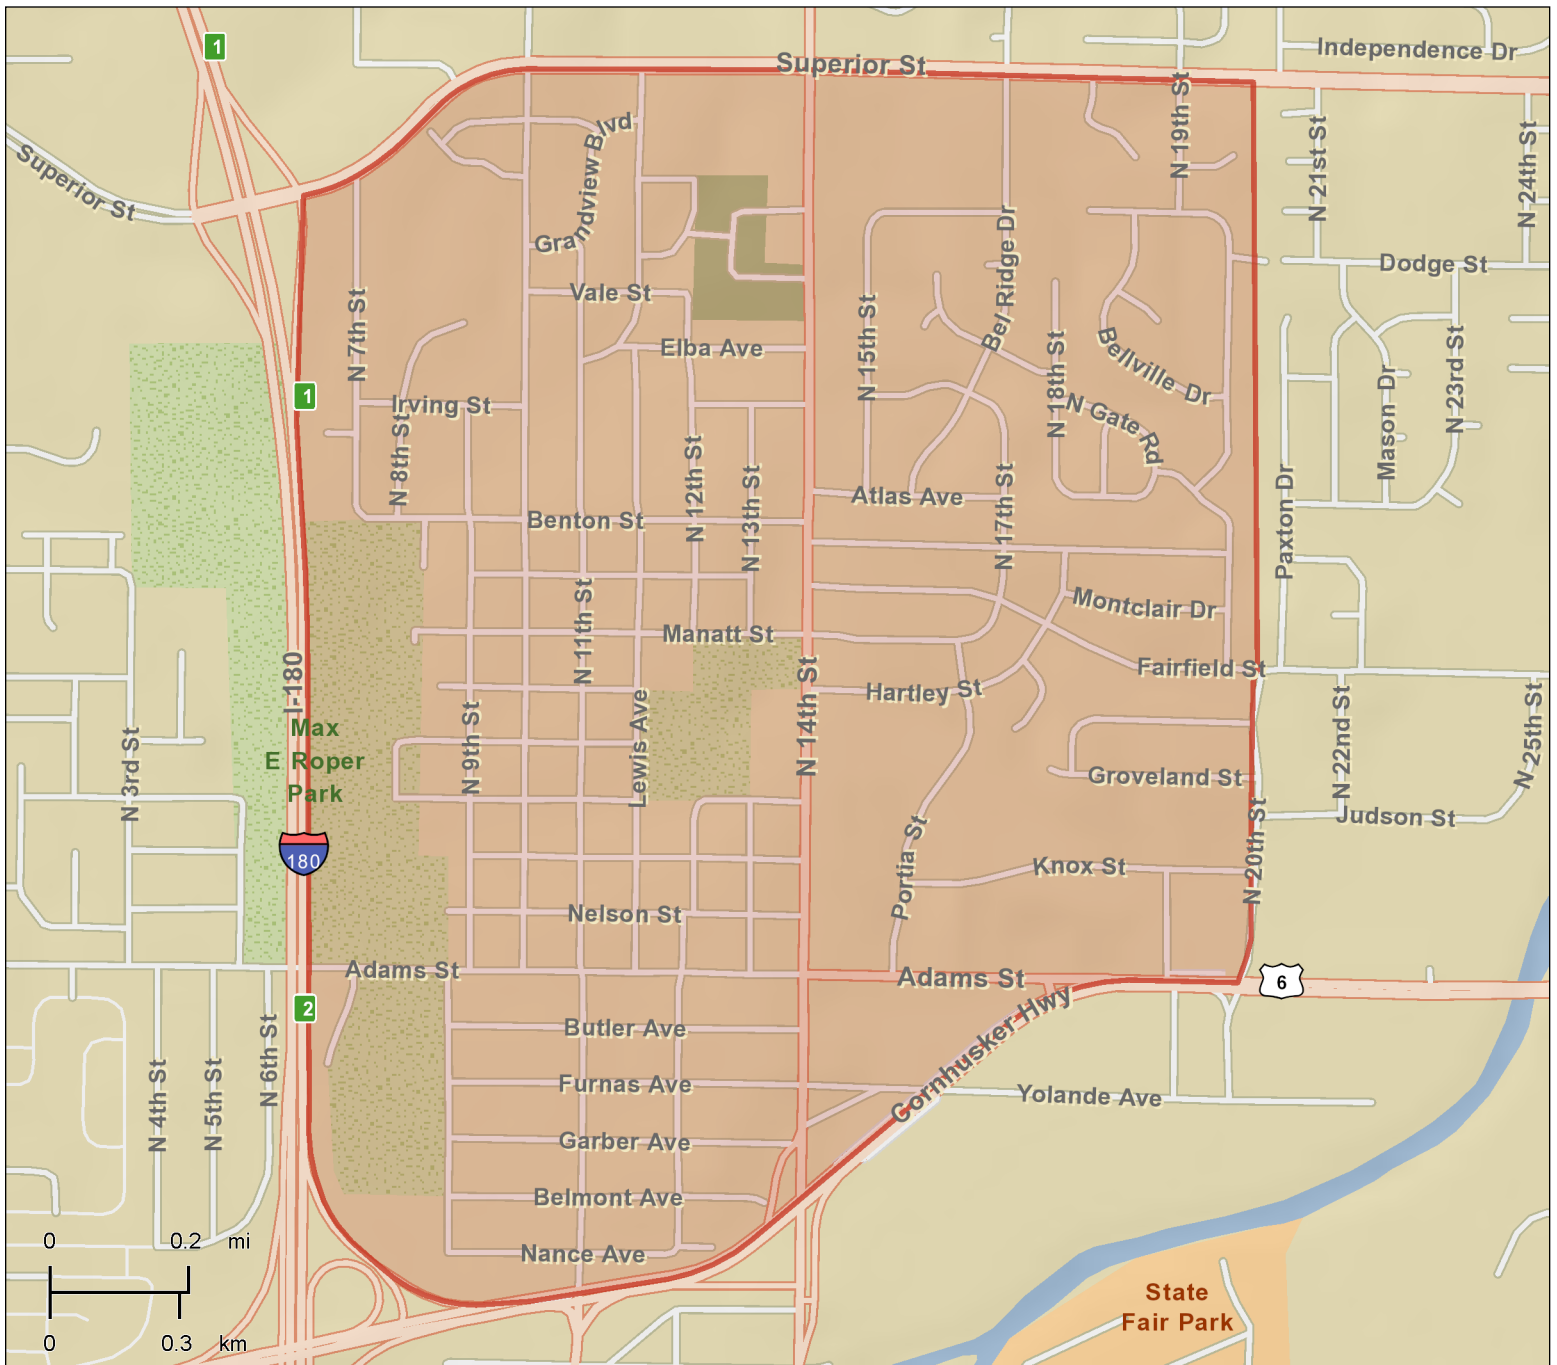 1
Superior St
Independence Dr
Superior St
N 19th St
N 21st St
N 24th St
Grandview Blvd
Bel Ridge Dr
Dodge St
Vale St
N 7th St
N 15th St
Elba Ave
N 18th St
Bellville Dr
Mason Dr
N 23rd St
1
Irving St
N 8th St
N Gate Rd
N 12th St
N 13th St
Atlas Ave
N 17th St
Paxton Dr
Benton St
N 11th St
Montclair Dr
Manatt St
Fairfield St
I-180
Hartley St
N 14th St
Max
E Roper
Park
N 3rd St
N 9th St
Lewis Ave
N 22nd St
N 25th St
Groveland St
Judson St
180
Portia St
Knox St
N 20th St
Nelson St
Adams St
Adams St
6
2
Cornhusker Hwy
Butler Ave
N 4th St
N 5th St
N 6th St
Furnas Ave
Yolande Ave
Garber Ave
Belmont Ave
Nance Ave
0 0.2 mi
0 0.3 km
State
Fair Park